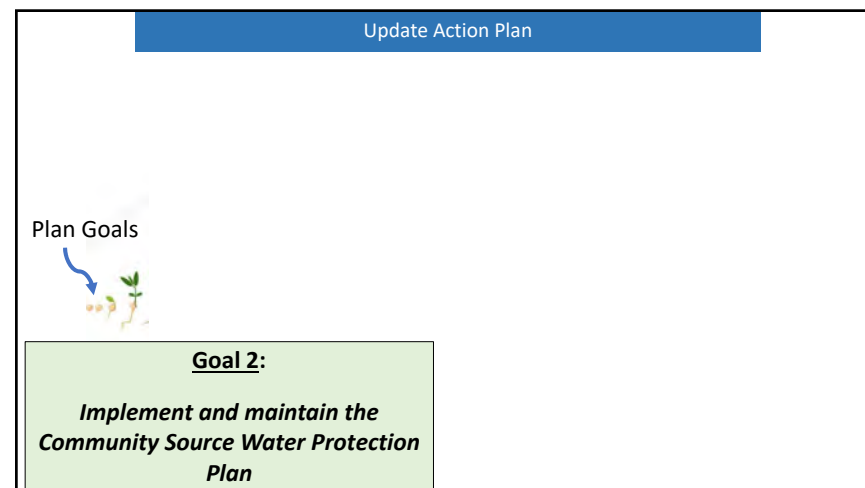 Update Action Plan
Plan Goals
Goal 2:
Implement and maintain the
Community Source Water Protection
Plan